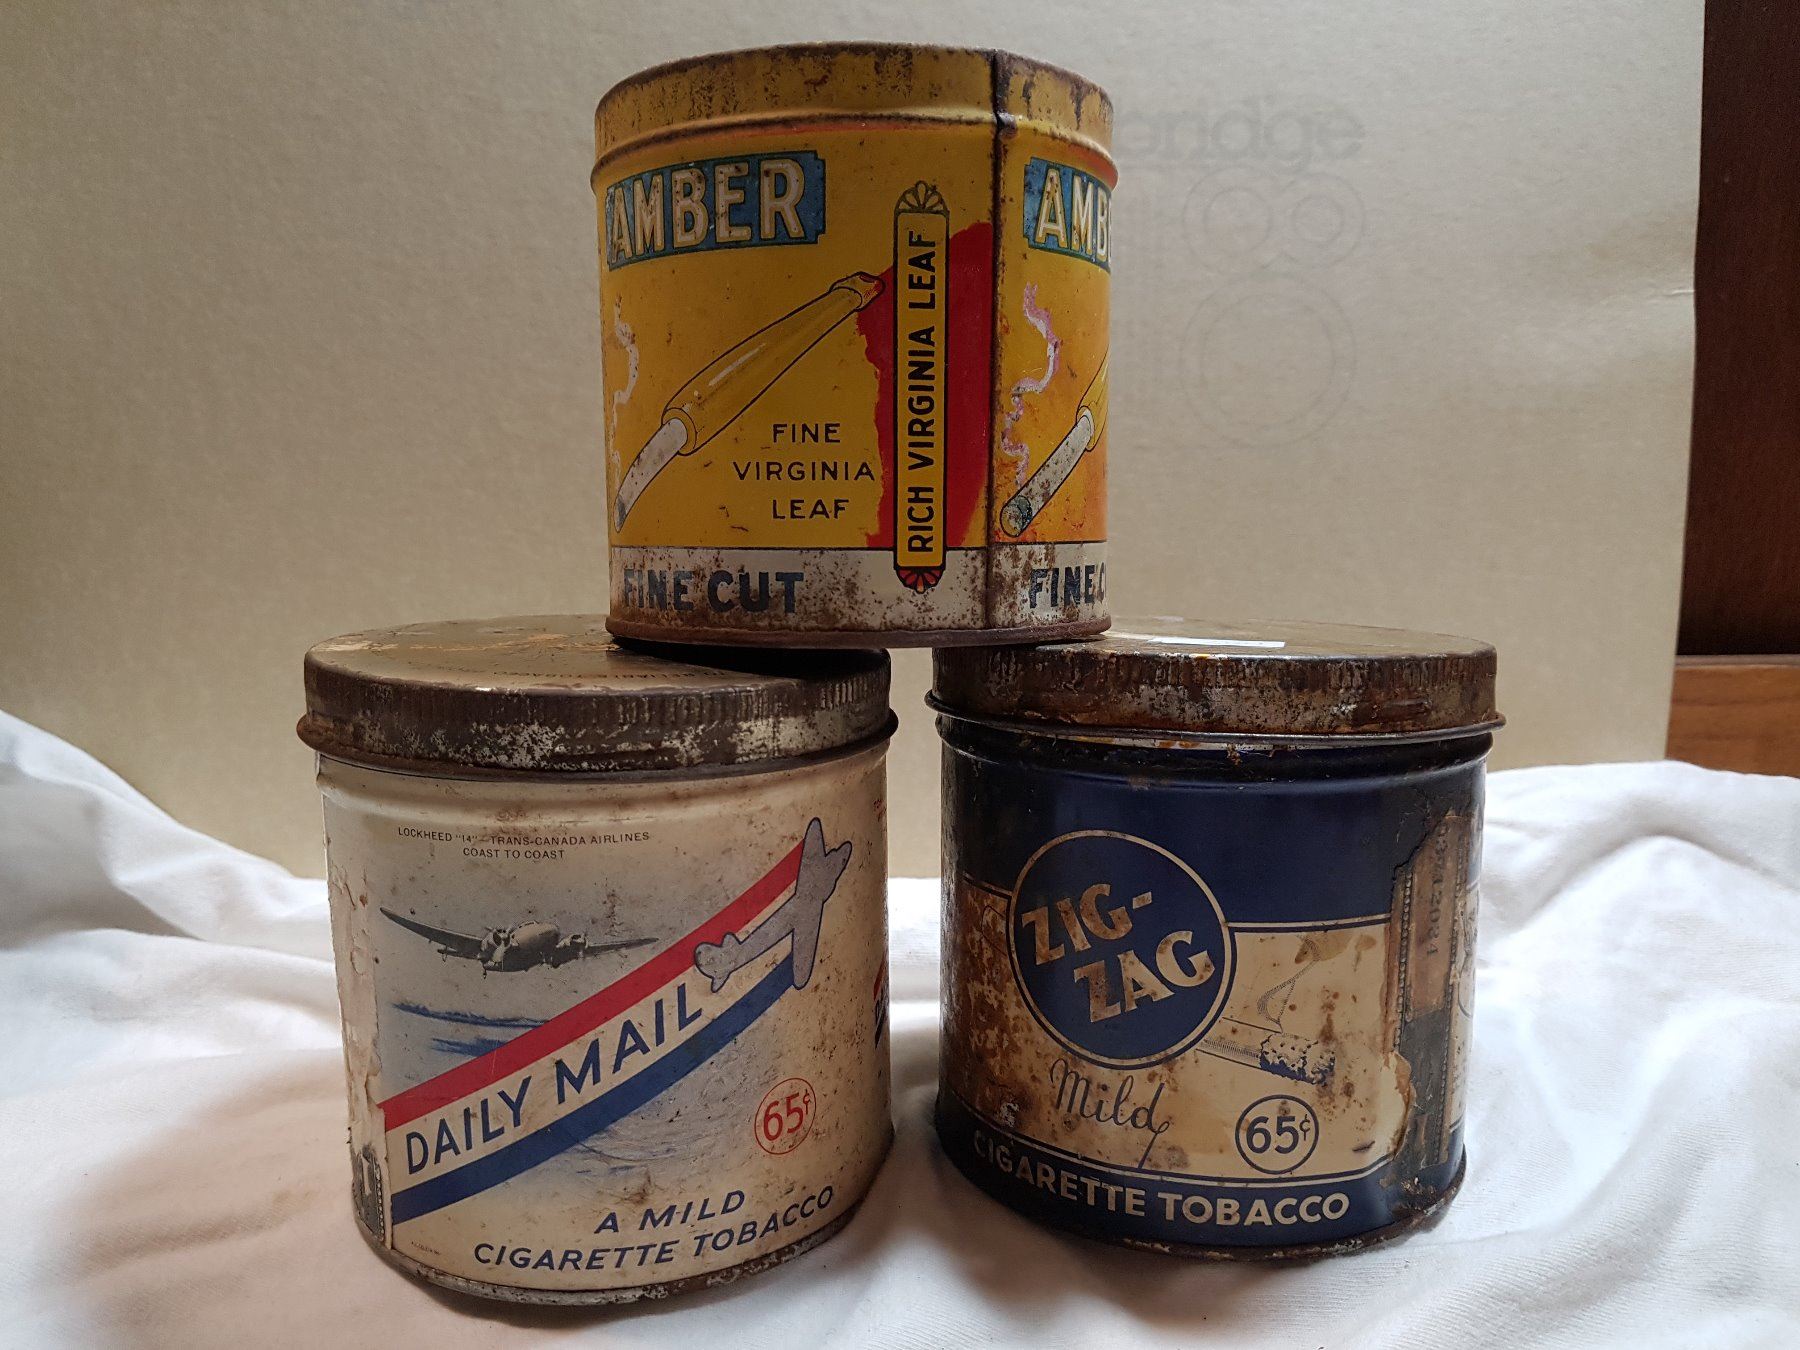 AMBER
FINE
VIRGINIA
LEAF
RICH VIRGINIA LEAF
FINE CUT
AMB
FINE C
LOCKHEED "14" - TRANS-CANADA AIRLINES
COAST TO COAST
DAILY MAIL
65¢
A MILD
CIGARETTE TOBACCO
ZIG-
ZAG
Mild
65¢
CIGARETTE TOBACCO